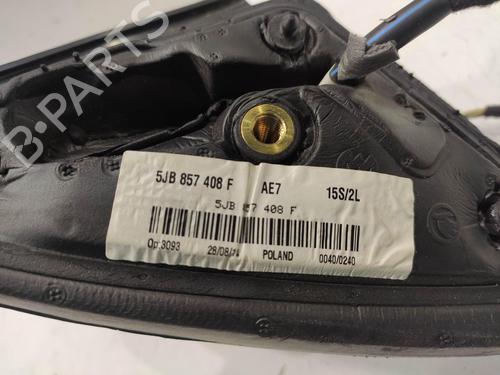 B-PARTS
5JB 857 408 F AE7 15S/2L
5JB 857 408 F
Op:3093 28/08/ POLAND 0040/0240